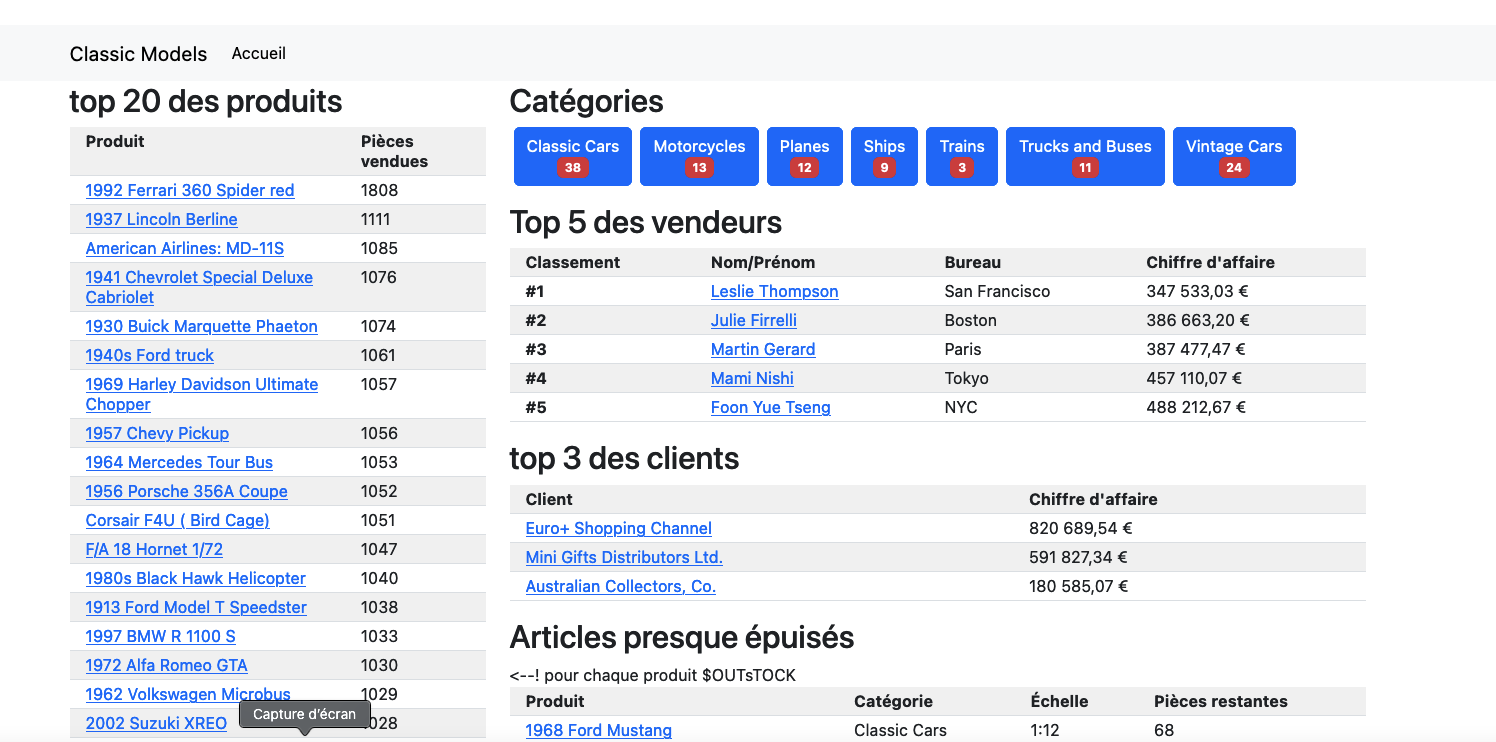 Classic Models Accueil
top 20 des produits
Produit Pièces
vendues
1992 Ferrari 360 Spider red 1808
1937 Lincoln Berline 1111
American Airlines: MD-11S 1085
1941 Chevrolet Special Deluxe 1076
Cabriolet
1930 Buick Marquette Phaeton 1074
1940s Ford truck 1061
1969 Harley Davidson Ultimate 1057
Chopper
1957 Chevy Pickup 1056
1964 Mercedes Tour Bus 1053
1956 Porsche 356A Coupe 1052
Corsair F4U ( Bird Cage) 1051
F/A 18 Hornet 1/72 1047
1980s Black Hawk Helicopter 1040
1913 Ford Model T Speedster 1038
1997 BMW R 1100 S 1033
1972 Alfa Romeo GTA 1030
1962 Volkswagen Microbus 1029
2002 Suzuki XREO 028
Capture d'écran
Catégories
Classic Cars Motorcycles Planes Ships Trains Trucks and Buses Vintage Cars
38 13 12 9 3 11 24
Top 5 des vendeurs
Classement Nom/Prénom Bureau Chiffre d'affaire
#1 Leslie Thompson San Francisco 347 533,03 €
#2 Julie Firrelli Boston 386 663,20 €
#3 Martin Gerard Paris 387 477,47 €
#4 Mami Nishi Tokyo 457 110,07 €
#5 Foon Yue Tseng NYC 488 212,67 €
top 3 des clients
Client Chiffre d'affaire
Euro+ Shopping Channel 820 689,54 €
Mini Gifts Distributors Ltd. 591 827,34 €
Australian Collectors, Co. 180 585,07 €
Articles presque épuisés
<--! pour chaque produit $OUTsTOCK
Produit Catégorie Échelle Pièces restantes
1968 Ford Mustang Classic Cars 1:12 68